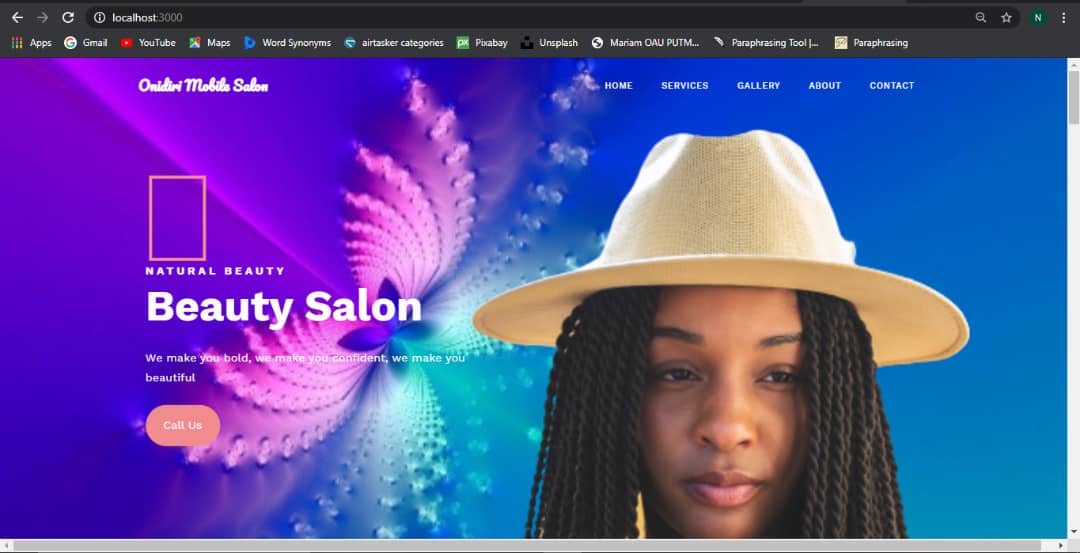 localhost:3000
N
Apps
Gmail
YouTube
Maps
Word Synonyms
airtasker categories
Pixabay
Unsplash
Mariam OAU PUTM...
Paraphrasing Tool |...
Paraphrasing
Onidiri Mobile Salon
HOME
SERVICES
GALLERY
ABOUT
CONTACT
NATURAL BEAUTY
Beauty Salon
We make you bold, we make you confident, we make you
beautiful
Call Us